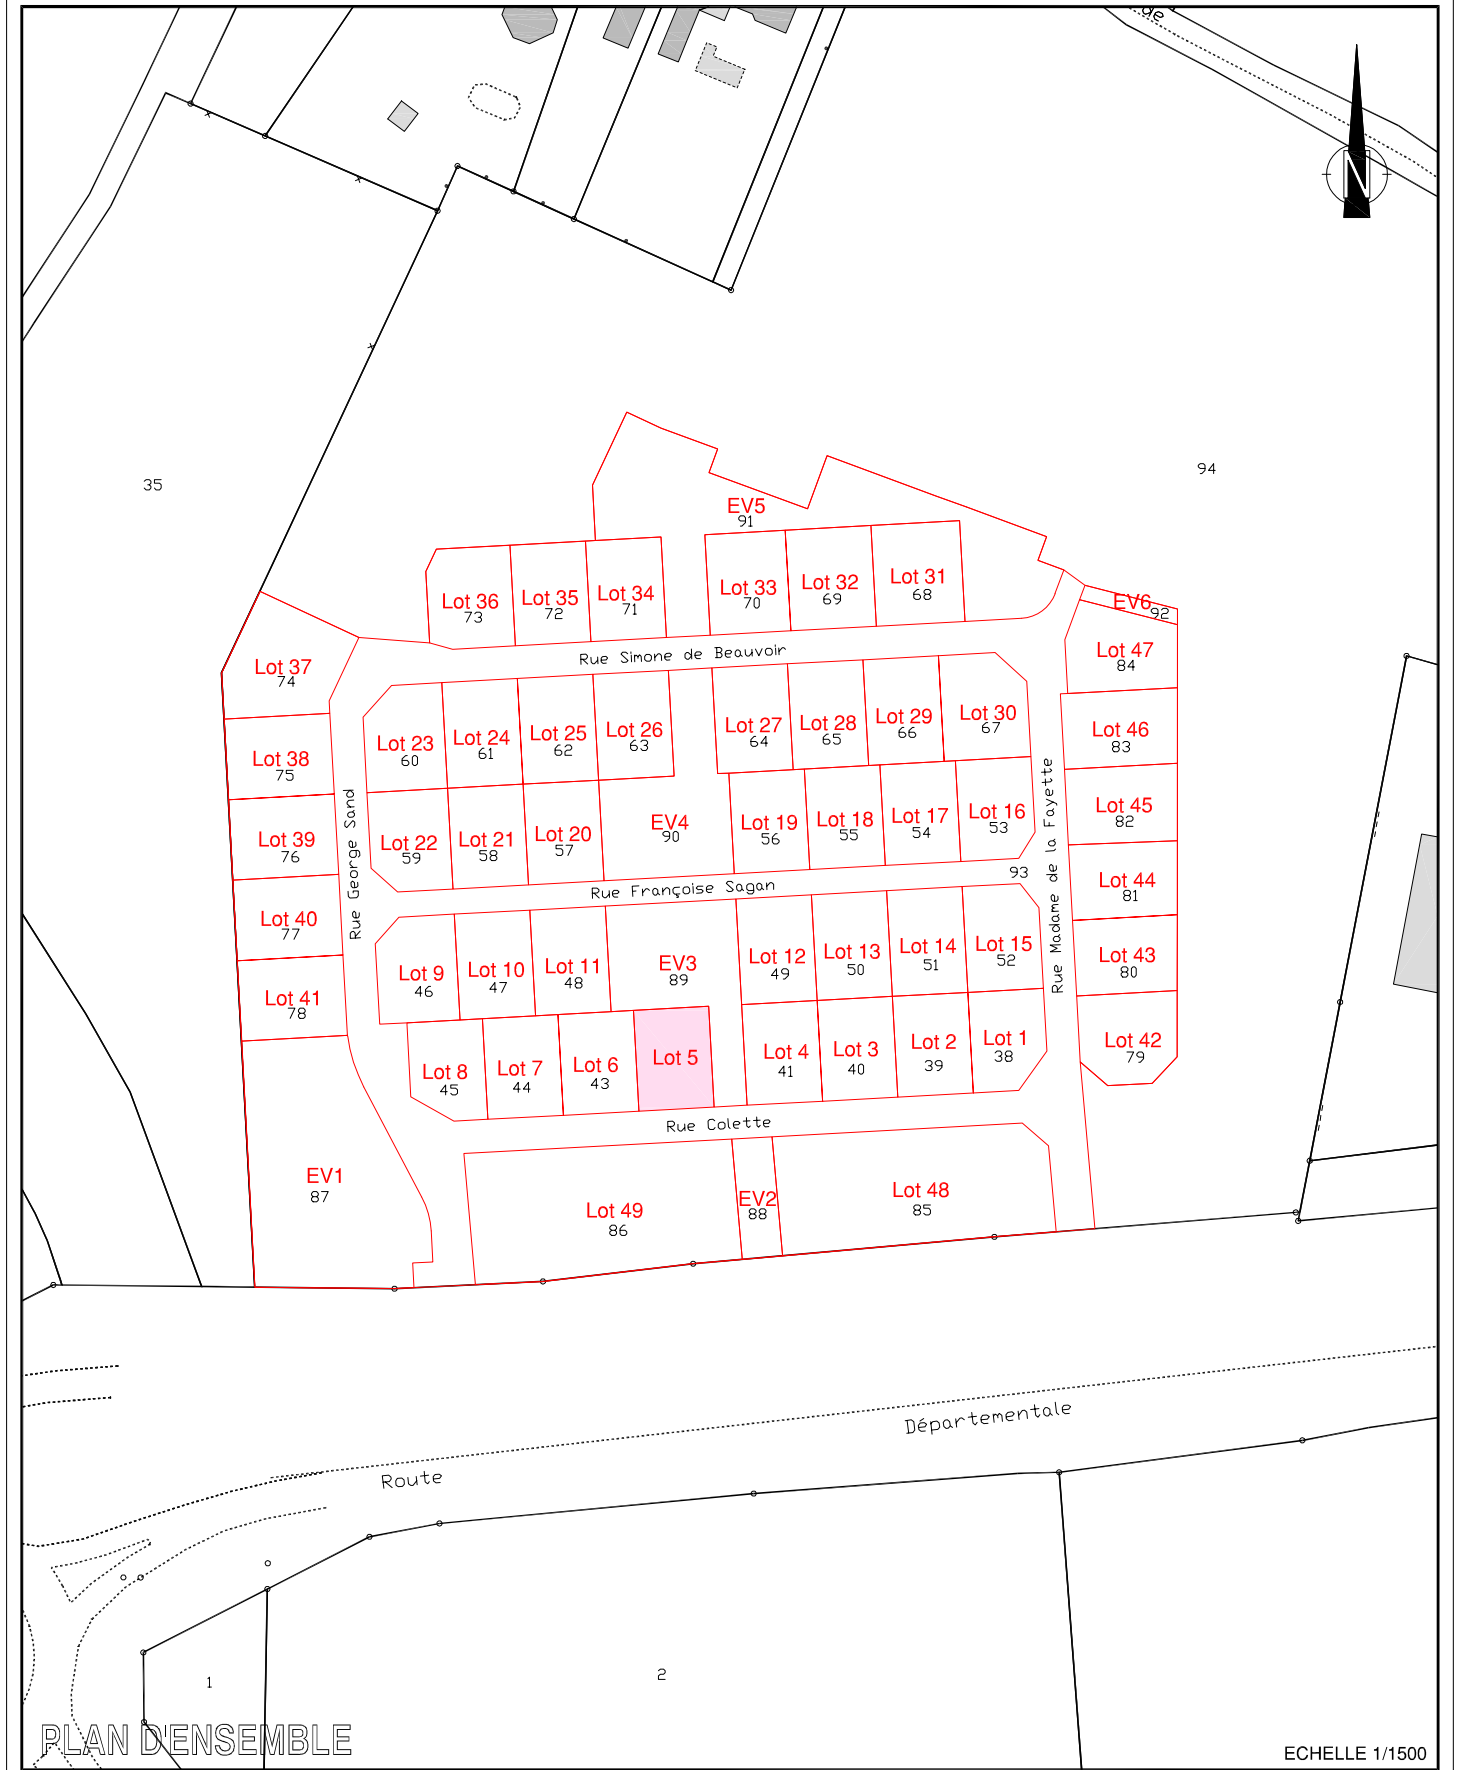 de
N
35
94
EV5
91
Lot 36
73
Lot 35
72
Lot 34
71
Lot 33
70
Lot 32
69
Lot 31
68
EV6
92
Lot 37
74
Rue Simone de Beauvoir
Lot 47
84
Lot 23
60
Lot 24
61
Lot 25
62
Lot 26
63
Lot 27
64
Lot 28
65
Lot 29
66
Lot 30
67
Lot 46
83
Lot 38
75
Rue George Sand
Rue Madame de la Fayette
Lot 39
76
Lot 22
59
Lot 21
58
Lot 20
57
EV4
90
Lot 19
56
Lot 18
55
Lot 17
54
Lot 16
53
Lot 45
82
Rue Françoise Sagan
93
Lot 44
81
Lot 40
77
Lot 9
46
Lot 10
47
Lot 11
48
EV3
89
Lot 12
49
Lot 13
50
Lot 14
51
Lot 15
52
Lot 43
80
Lot 41
78
Lot 8
45
Lot 7
44
Lot 6
43
Lot 5
Lot 4
41
Lot 3
40
Lot 2
39
Lot 1
38
Lot 42
79
Rue Colette
EV1
87
Lot 49
86
EV2
88
Lot 48
85
Route Départementale
1
2
PLAN D'ENSEMBLE
ECHELLE 1/1500